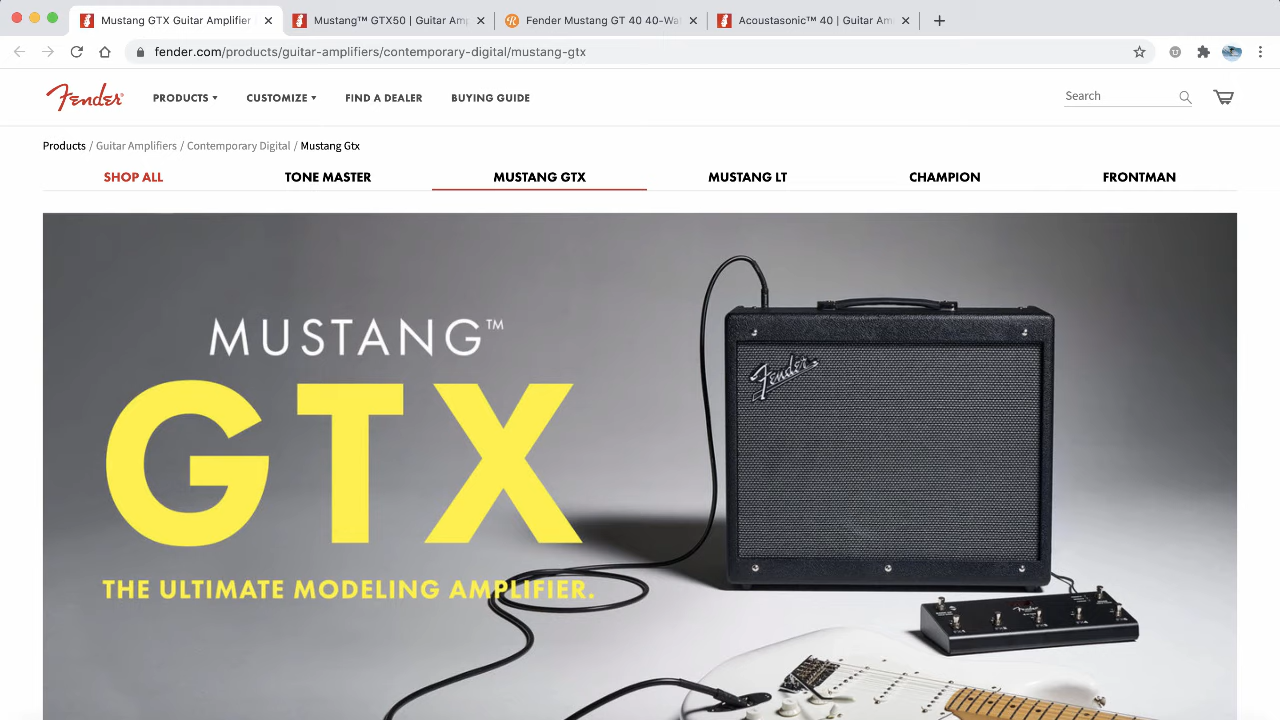 Mustang GTX Guitar Amplifier
Mustang™ GTX50 | Guitar Am
Fender Mustang GT 40 40-Wa
Acoustasonic™ 40 | Guitar Am
fender.com/products/guitar-amplifiers/contemporary-digital/mustang-gtx
Fender
PRODUCTS
CUSTOMIZE
FIND A DEALER
BUYING GUIDE
Search
Products / Guitar Amplifiers / Contemporary Digital / Mustang Gtx
SHOP ALL
TONE MASTER
MUSTANG GTX
MUSTANG LT
CHAMPION
FRONTMAN
MUSTANG™
GTX
THE ULTIMATE MODELING AMPLIFIER.
Fender
Fender